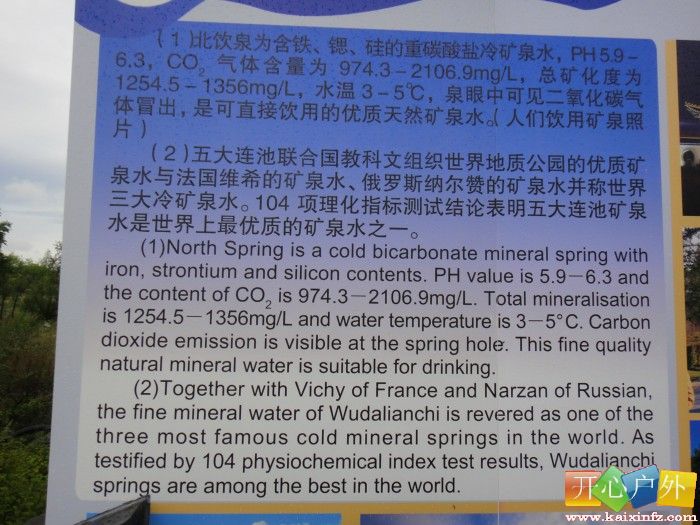 (1)北饮泉为含铁、锶、硅的重碳酸盐冷矿泉水，PH5.9-
6.3，CO2 气体含量为 974.3-2106.9mg/L，总矿化度为
1254.5-1356mg/L，水温 3-5℃，泉眼中可见二氧化碳气
体冒出，是可直接饮用的优质天然矿泉水。(人们饮用矿泉照
片)
(2)五大连池联合国教科文组织世界地质公园的优质矿
泉水与法国维希的矿泉水、俄罗斯纳尔赞的矿泉水并称世界
三大冷矿泉水。104 项理化指标测试结论表明五大连池矿泉
水是世界上最优质的矿泉水之一。
(1)North Spring is a cold bicarbonate mineral spring with
iron, strontium and silicon contents. PH value is 5.9－6.3 and
the content of CO2 is 974.3－2106.9mg/L. Total mineralisation
is 1254.5－1356mg/L and water temperature is 3－5°C. Carbon
dioxide emission is visible at the spring hole. This fine quality
natural mineral water is suitable for drinking.
(2)Together with Vichy of France and Narzan of Russian,
the fine mineral water of Wudalianchi is revered as one of the
three most famous cold mineral springs in the world. As
testified by 104 physiochemical index test results, Wudalianchi
springs are among the best in the world.
开心户外
www.kaixinfz.com